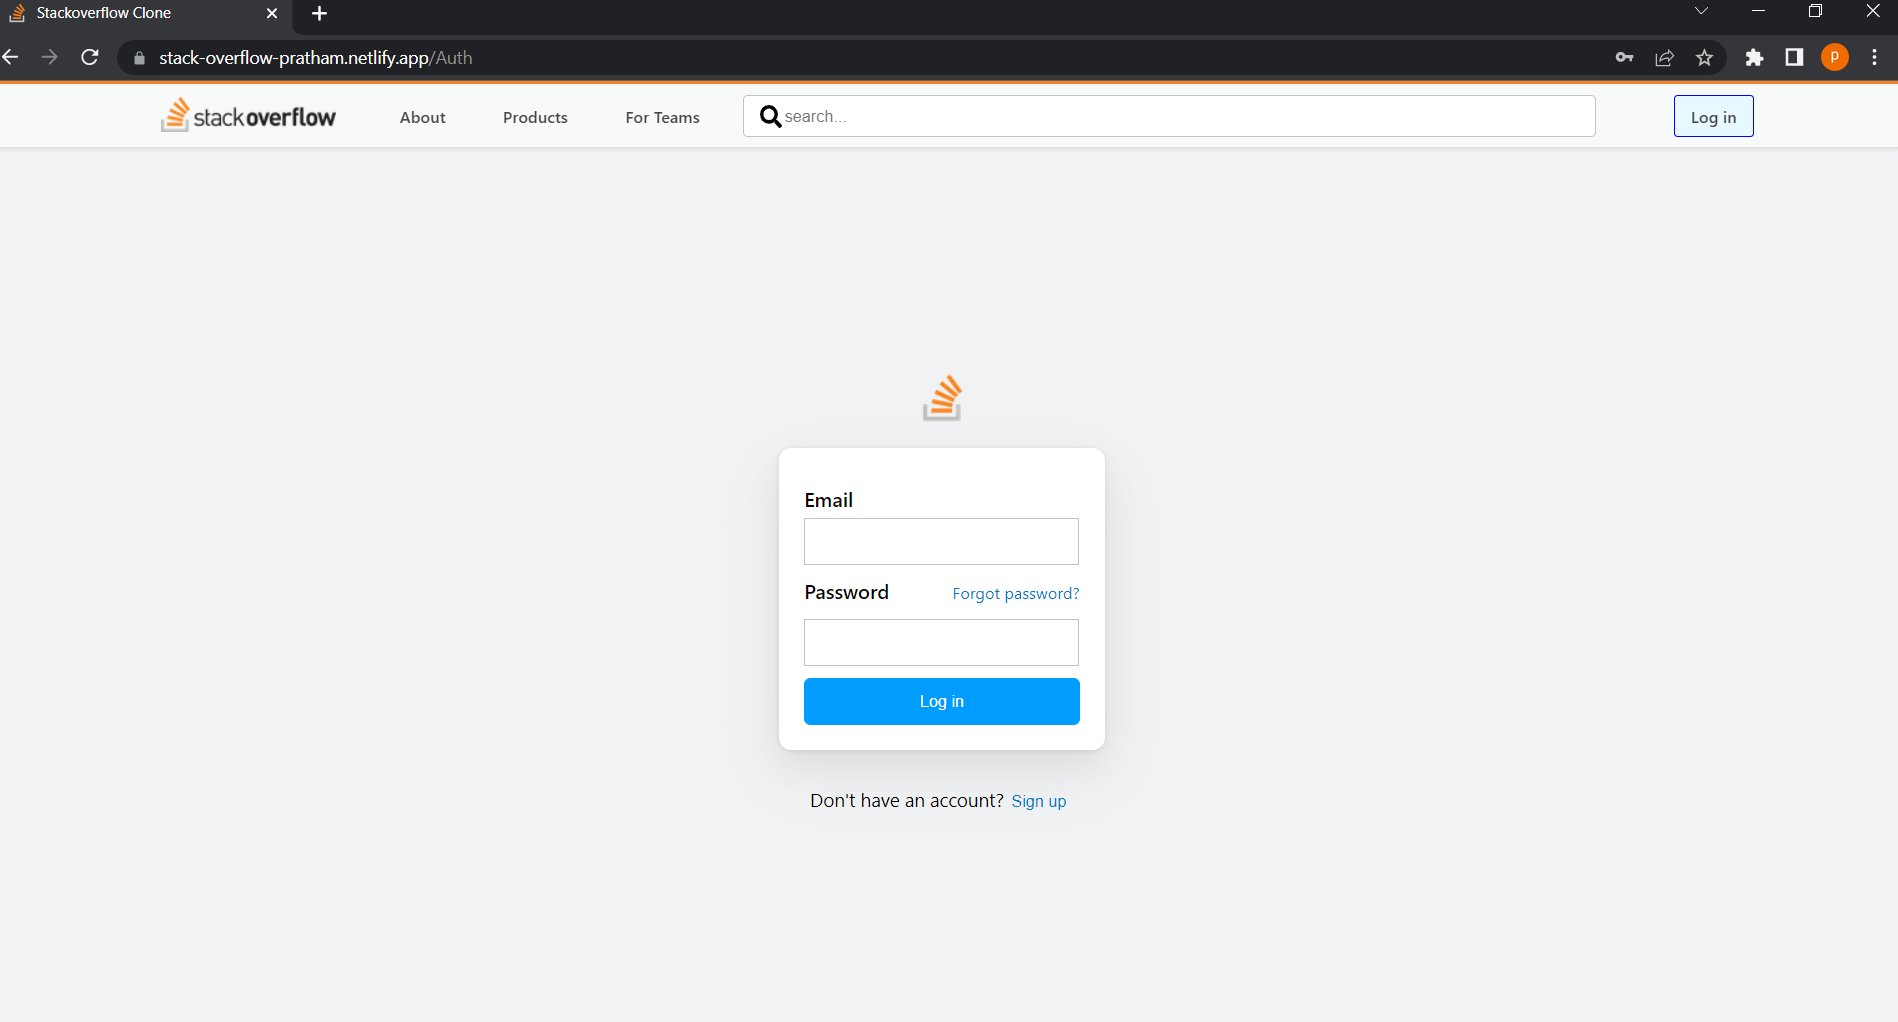 Stackoverflow Clone
stack-overflow-pratham.netlify.app/Auth
p
stackoverflow About Products For Teams search... Log in
Email
Password Forgot password?
Log in
Don't have an account? Sign up